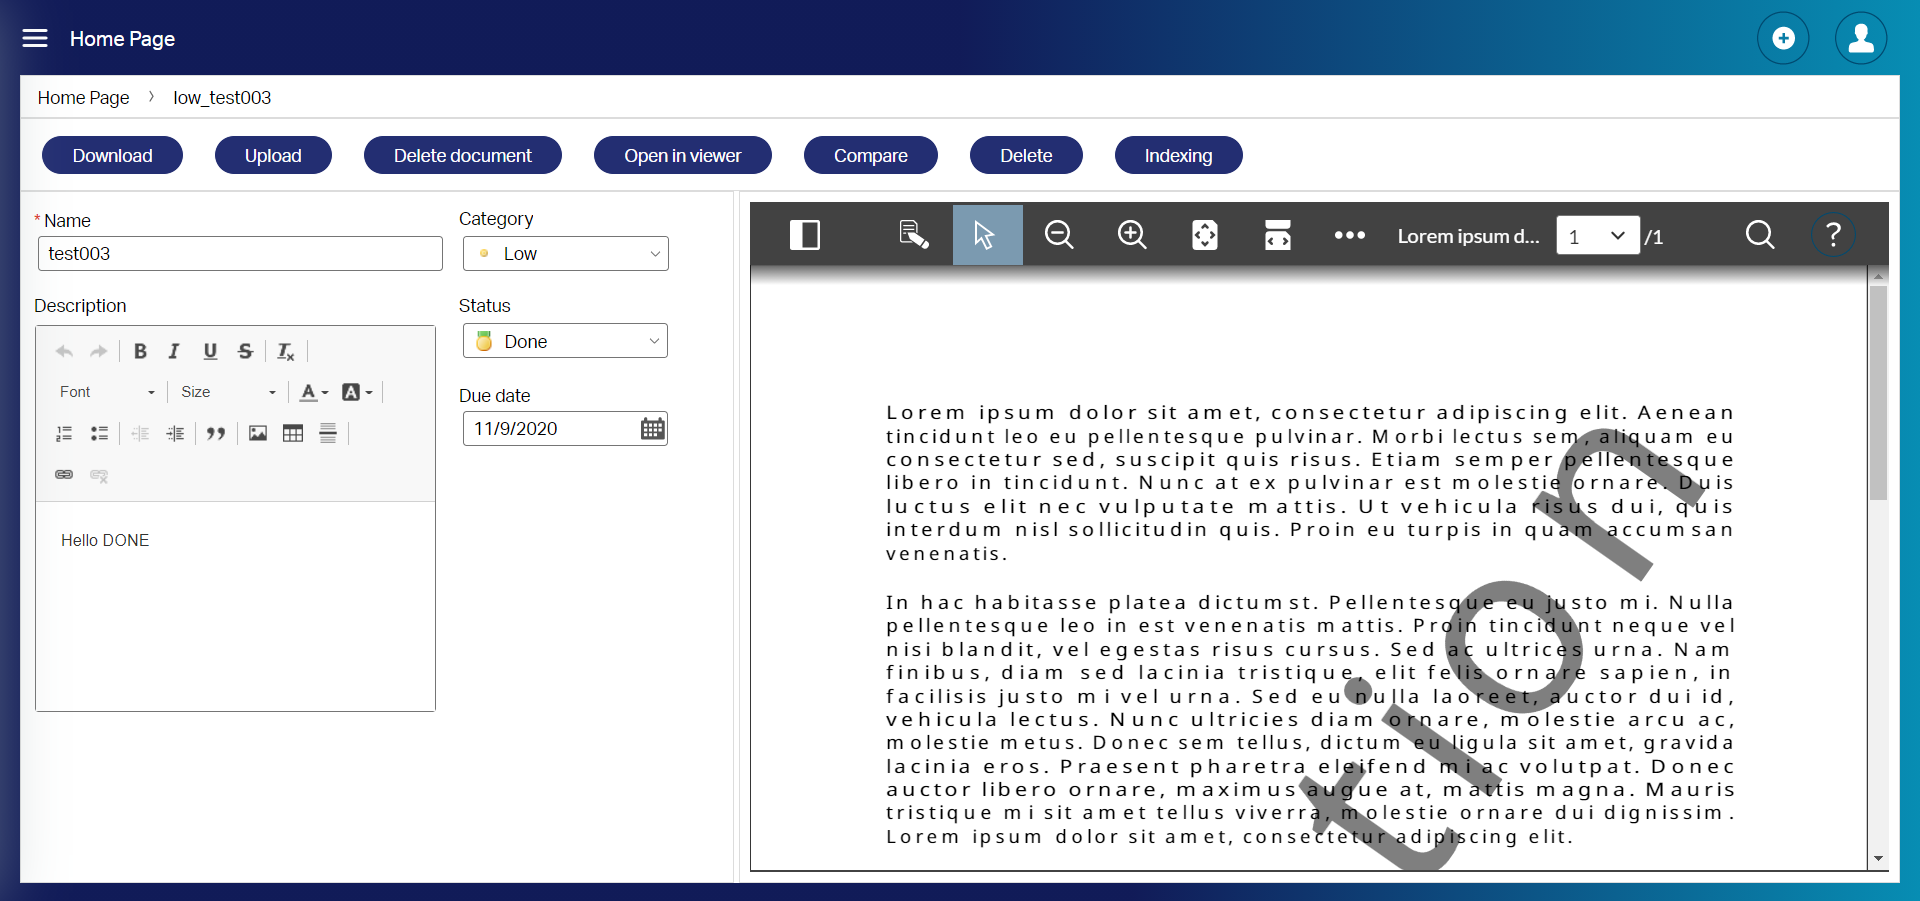 Home Page
Home Page > low_test003
Download Upload Delete document Open in viewer Compare Delete Indexing
* Name
test003
Category
Low
Description
Status
Done
Due date
11/9/2020
B I U S Tx
Font Size A A
Hello DONE
Lorem ipsum d... 1 /1 ?
Lorem ipsum dolor sit amet, consectetur adipiscing elit. Aenean
tincidunt leo eu pellentesque pulvinar. Morbi lectus sem, aliquam eu
consectetur sed, suscipit quis risus. Etiam semper pellentesque
libero in tincidunt. Nunc at ex pulvinar est molestie ornare. Duis
luctus elit nec vulputate mattis. Ut vehicula risus dui, quis
interdum nisl sollicitudin quis. Proin eu turpis in quam accumsan
venenatis.
In hac habitasse platea dictumst. Pellentesque eu justo mi. Nulla
pellentesque leo in est venenatis mattis. Proin tincidunt neque vel
nisi blandit, vel egestas risus cursus. Sed ac ultrices urna. Nam
finibus, diam sed lacinia tristique, elit felis ornare sapien, in
facilisis justo mi vel urna. Sed eu nulla laoreet, auctor dui id,
vehicula lectus. Nunc ultricies diam ornare, molestie arcu ac,
molestie metus. Donec sem tellus, dictum eu ligula sit amet, gravida
lacinia eros. Praesent pharetra eleifend mi ac volutpat. Donec
auctor libero ornare, maximus augue at, mattis magna. Mauris
tristique mi sit amet tellus viverra, molestie ornare dui dignissim.
Lorem ipsum dolor sit amet, consectetur adipiscing elit.
tion